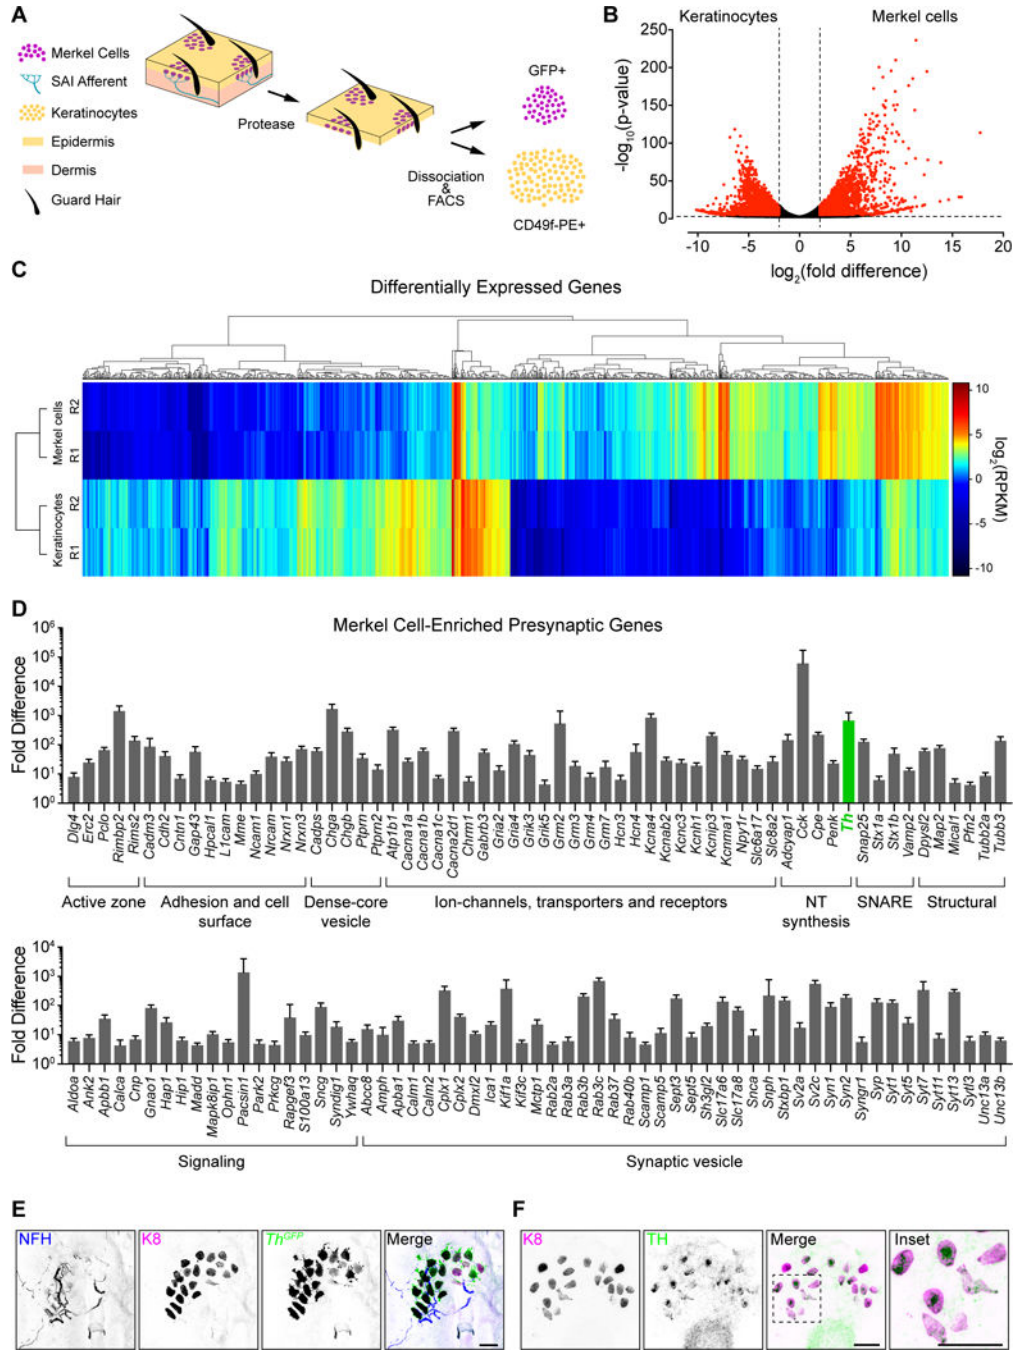 A
Merkel Cells
SAI Afferent
Keratinocytes
Epidermis
Dermis
Guard Hair
Protease
Dissociation
&
FACS
GFP+
CD49f-PE+
B
Keratinocytes Merkel cells
-log10(p-value)
250
200
150
100
50
0
-10 -5 0 5 10 15 20
log2(fold difference)
C
Differentially Expressed Genes
Merkel cells
R2
R1
Keratinocytes
R2
R1
10
5
0
-5
-10
log2(RPKM)
D
Merkel Cell-Enriched Presynaptic Genes
Fold Difference
10^6
10^5
10^4
10^3
10^2
10^1
10^0
Dlg4 Erc2 Pclo Rimbp2 Rims2 Cadm3 Cdh2 Cntn1 Gap43 Hpcal1 L1cam Mme Ncam1 Nrcam Nrxn1 Nrxn3 Cadps Chga Chgb Ptprn Ptprn2 Atp1b1 Cacna1a Cacna1b Cacna1c Cacna2d1 Chrm1 Gabrb3 Gria2 Gria4 Grik3 Grik5 Grm2 Grm3 Grm4 Grm7 Hcn3 Hcn4 Kcna4 Kcnab2 Kcnc3 Kcnh1 Kcnip3 Kcnma1 Npy1r Slc6a17 Slc8a2 Adcyap1 Cck Cpe Penk Th Snap25 Stx1a Stx1b Vamp2 Dpysl2 Map2 Mical1 Pfn2 Tubb2a Tubb3
Active zone
Adhesion and cell
surface
Dense-core
vesicle
Ion-channels, transporters and receptors
NT
synthesis
SNARE
Structural
Fold Difference
10^4
10^3
10^2
10^1
10^0
Aldoa Ank2 Apbb1 Calca Cnp Gnao1 Hap1 Hip1 Madd Mapk8ip1 Ophn1 Pacsin1 Park2 Prkcg Rapgef3 S100a13 Sncg Syndig1 Ywhaq Abcc8 Amph Apba1 Calm1 Calm2 Cplx1 Cplx2 Dmxl2 Ica1 Kif1a Kif3c Mctp1 Rab2a Rab3a Rab3b Rab3c Rab37 Rab40b Scamp1 Scamp5 Sept3 Sept5 Sh3gl2 Slc17a6 Slc17a8 Snca Snph Stxbp1 Sv2a Sv2c Syn1 Syn2 Syngr1 Syp Syt1 Syt5 Syt7 Syt11 Syt13 Sytl3 Unc13a Unc13b
Signaling
Synaptic vesicle
E
NFH
K8
ThGFP
Merge
F
K8
TH
Merge
Inset